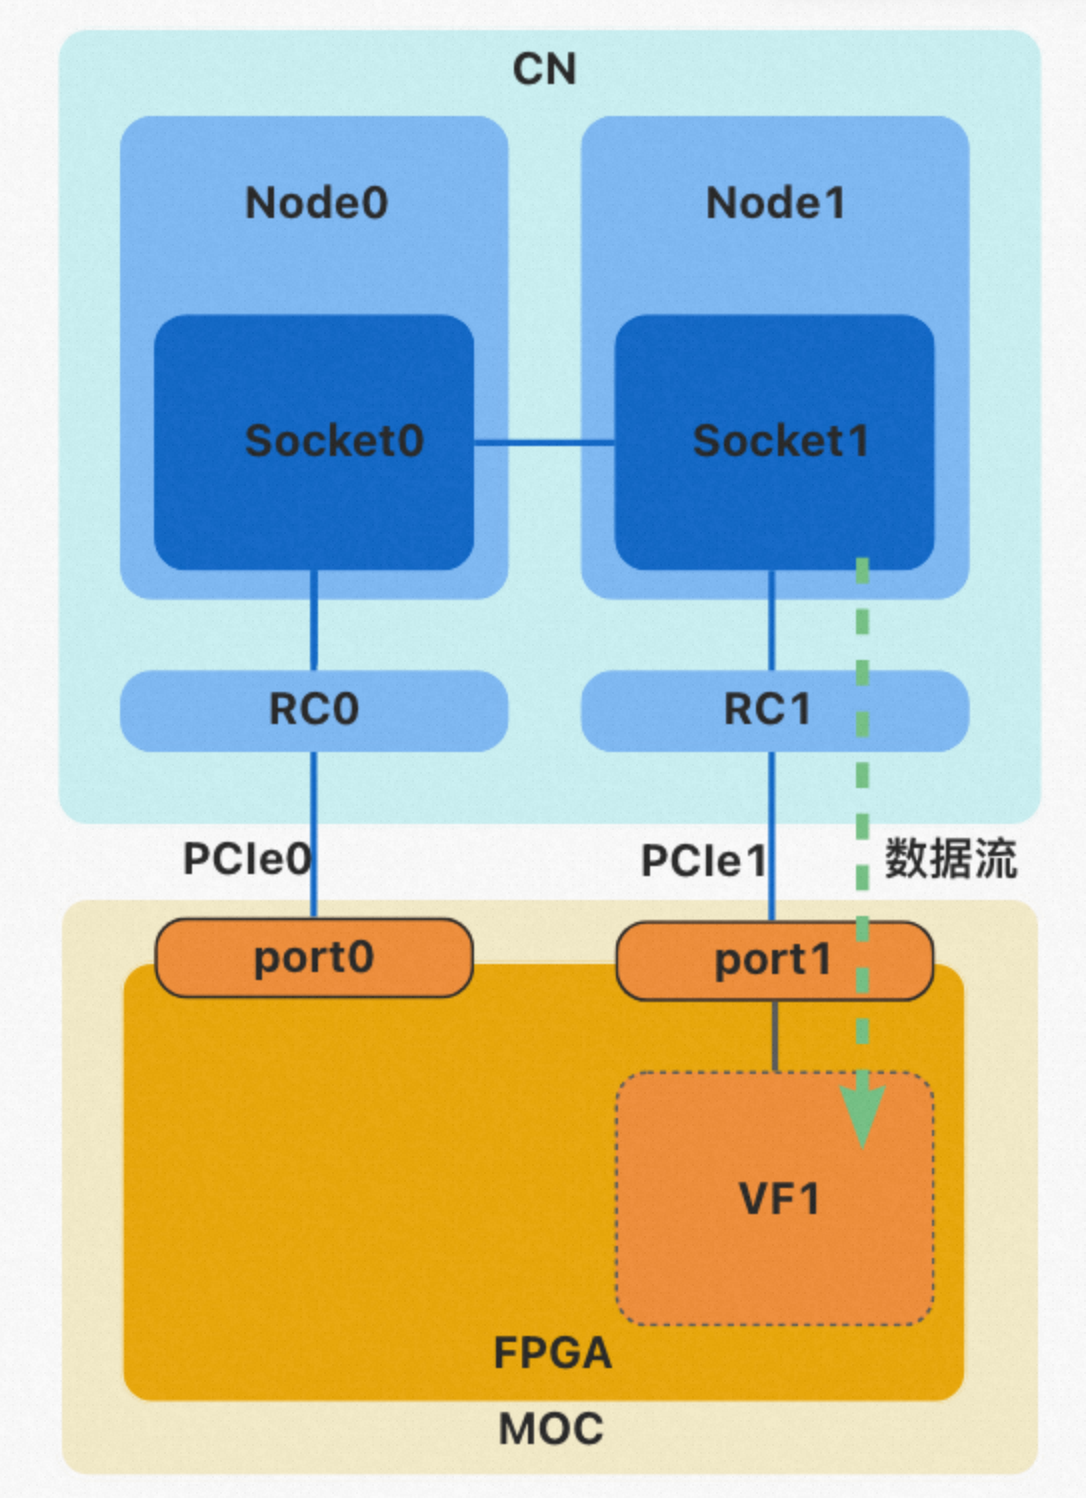 CN
Node0
Node1
Socket0
Socket1
RC0
RC1
PCIe0
PCIe1
数据流
port0
port1
VF1
FPGA
MOC